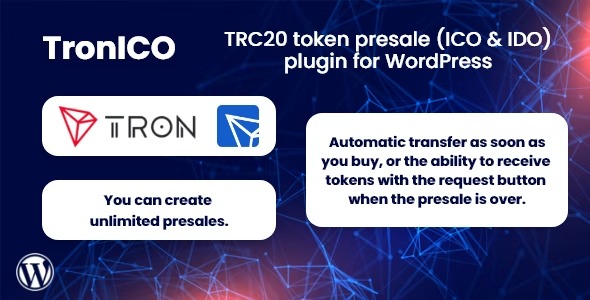 TronICO
TRC20 token presale (ICO & IDO)
plugin for WordPress
TRON
You can create
unlimited presales.
Automatic transfer as soon as
you buy, or the ability to receive
tokens with the request button
when the presale is over.